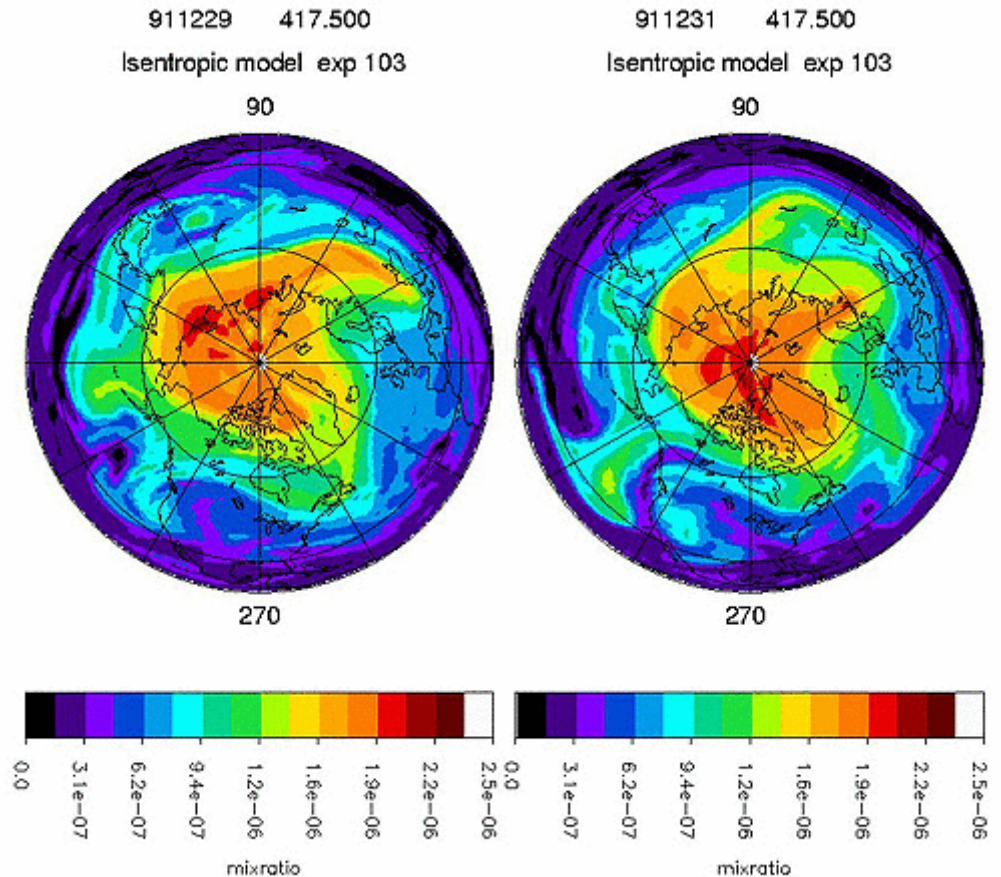 911229 417.500
Isentropic model exp 103
90
270
0.0 3.1e-07 6.2e-07 9.4e-07 1.2e-06 1.6e-06 1.9e-06 2.2e-06 2.5e-06
mixratio
911231 417.500
Isentropic model exp 103
90
270
0.0 3.1e-07 6.2e-07 9.4e-07 1.2e-06 1.6e-06 1.9e-06 2.2e-06 2.5e-06
mixratio